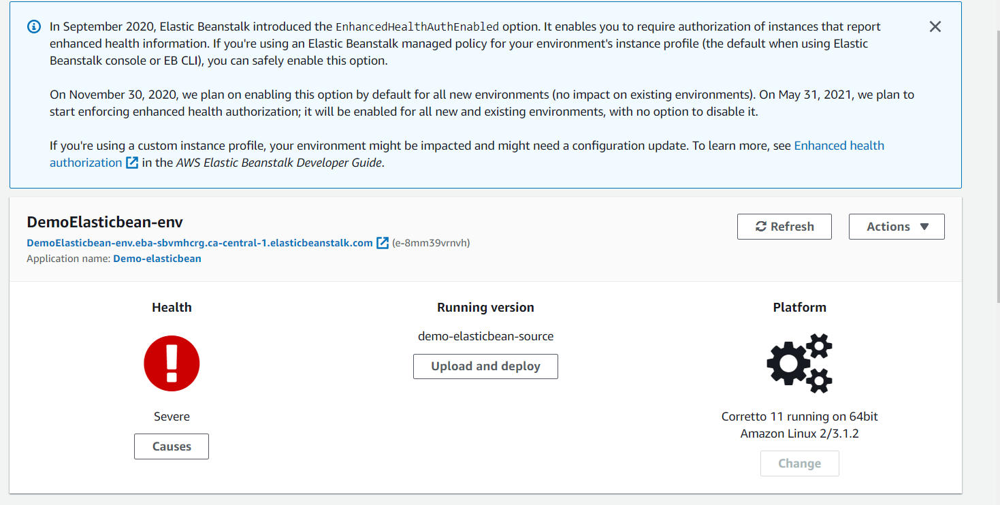 In September 2020, Elastic Beanstalk introduced the EnhancedHealthAuthEnabled option. It enables you to require authorization of instances that report
enhanced health information. If you're using an Elastic Beanstalk managed policy for your environment's instance profile (the default when using Elastic
Beanstalk console or EB CLI), you can safely enable this option.
On November 30, 2020, we plan on enabling this option by default for all new environments (no impact on existing environments). On May 31, 2021, we plan to
start enforcing enhanced health authorization; it will be enabled for all new and existing environments, with no option to disable it.
If you're using a custom instance profile, your environment might be impacted and might need a configuration update. To learn more, see Enhanced health
authorization in the AWS Elastic Beanstalk Developer Guide.
DemoElasticbean-env
Refresh
Actions
DemoElasticbean-env.eba-sbvmhcrg.ca-central-1.elasticbeanstalk.com (e-8mm39vrnvh)
Application name: Demo-elasticbean
Health
Running version
Platform
demo-elasticbean-source
Upload and deploy
Severe
Causes
Corretto 11 running on 64bit
Amazon Linux 2/3.1.2
Change